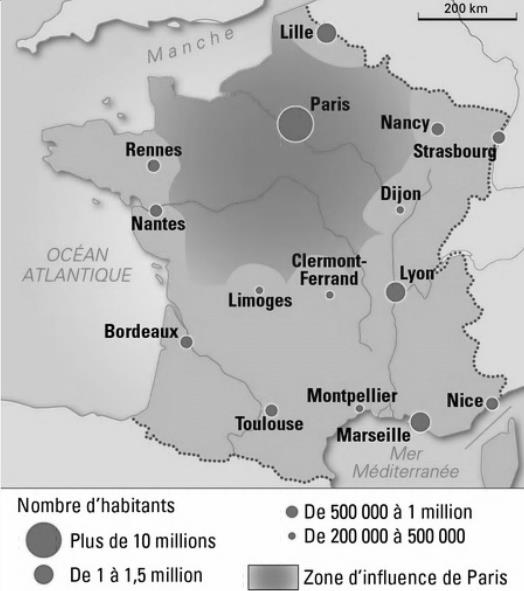 200 km
Manche
Lille
Paris
Nancy
Strasbourg
Rennes
Dijon
Nantes
OCÉAN
ATLANTIQUE
Clermont-
Ferrand
Lyon
Limoges
Bordeaux
Montpellier
Nice
Toulouse
Marseille
Mer
Méditerranée
Nombre d'habitants
Plus de 10 millions
De 1 à 1,5 million
De 500 000 à 1 million
De 200 000 à 500 000
Zone d'influence de Paris